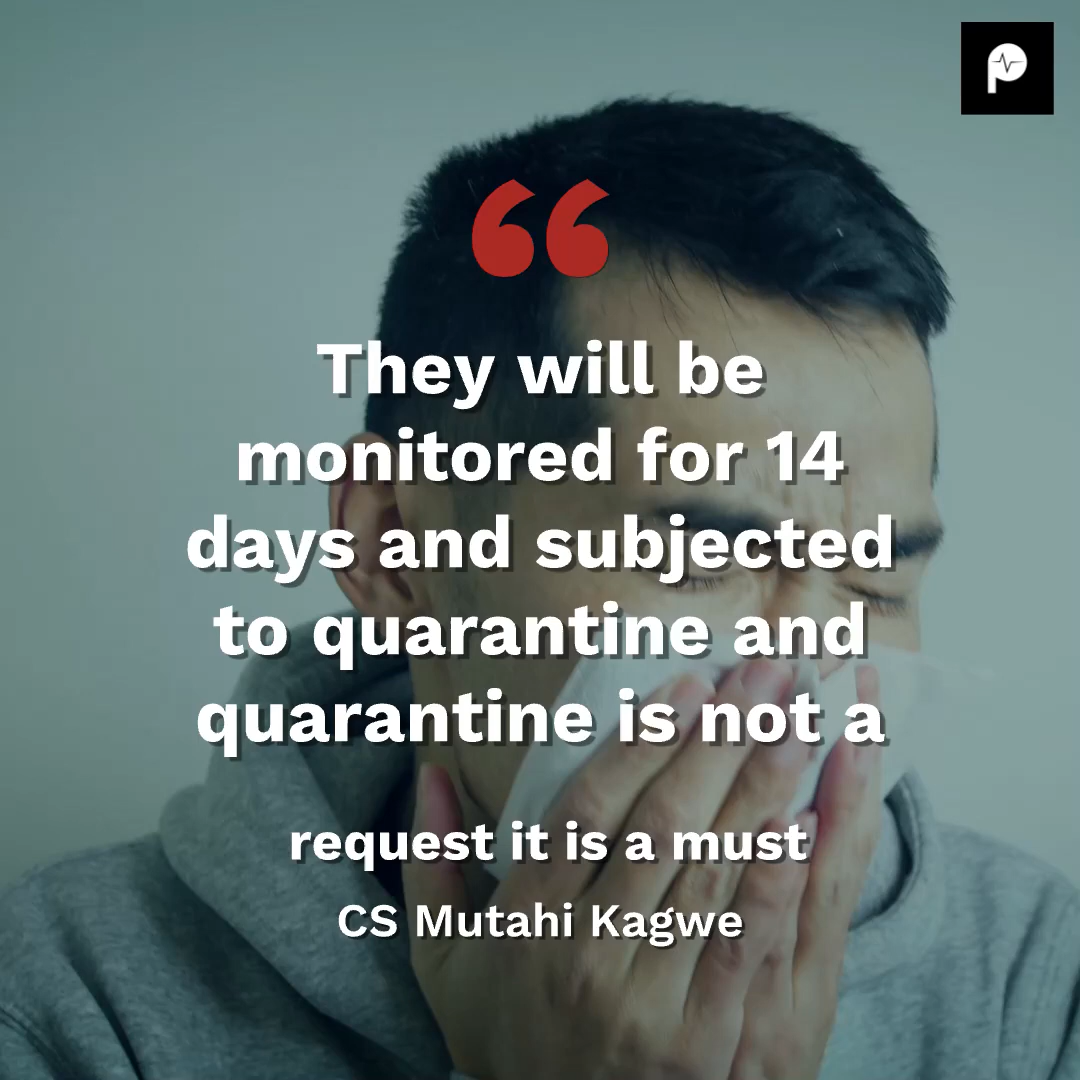 “
They will be
monitored for 14
days and subjected
to quarantine and
quarantine is not a
request it is a must
CS Mutahi Kagwe